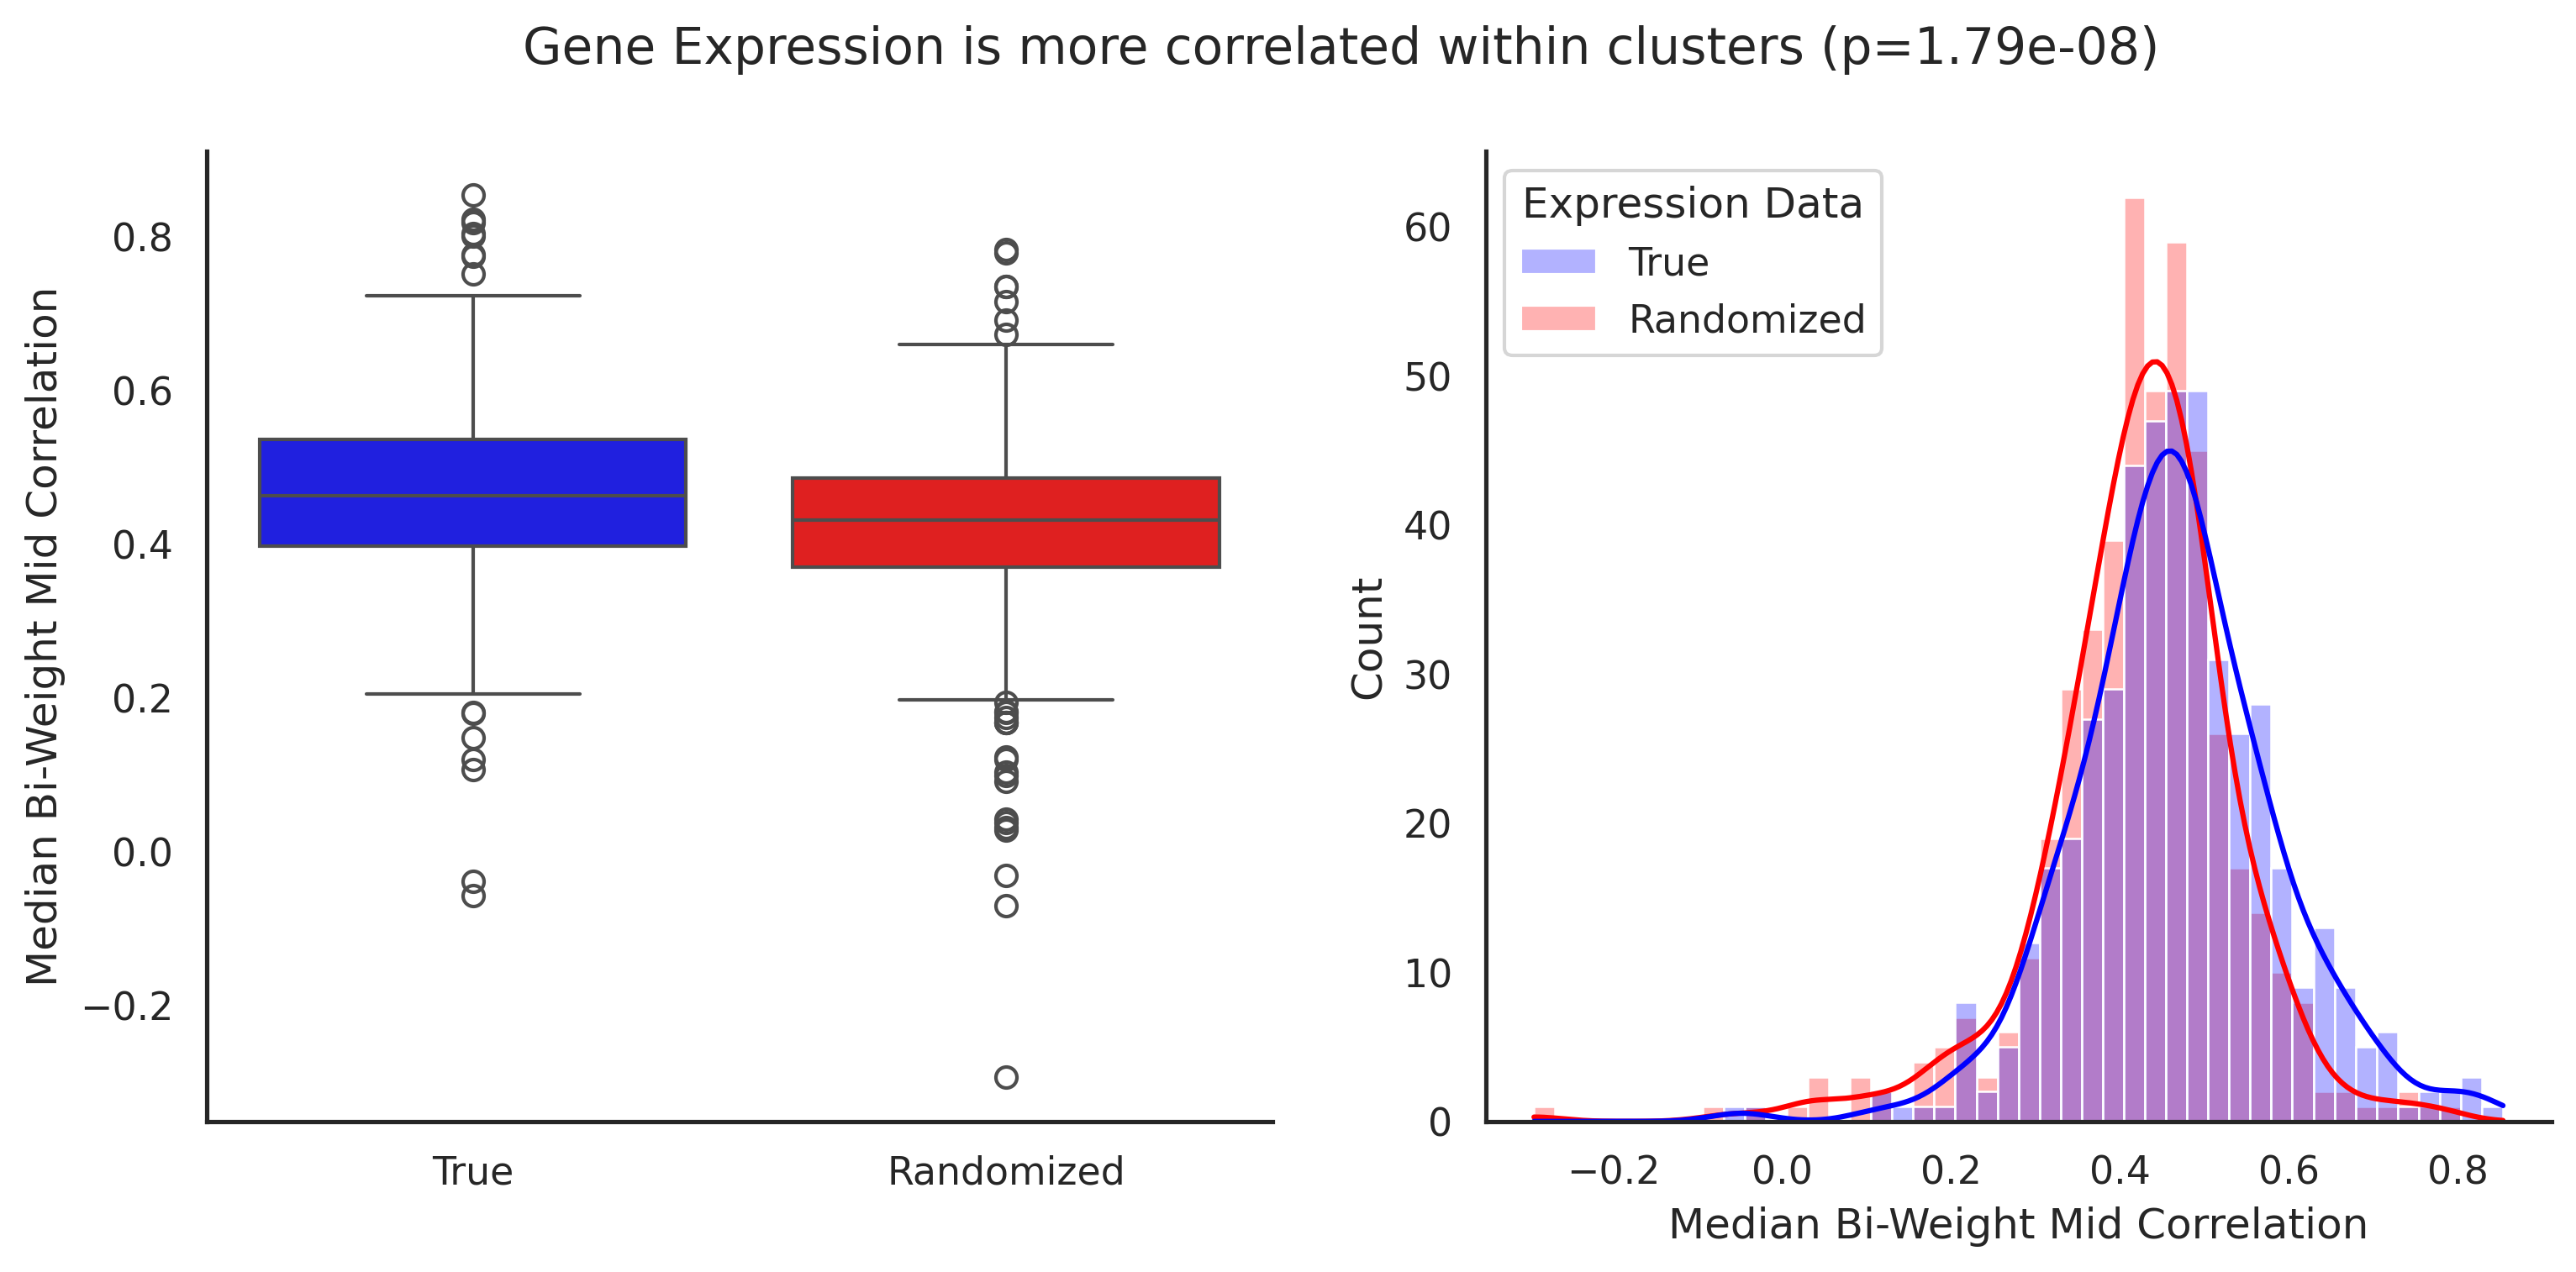 Gene Expression is more correlated within clusters (p=1.79e-08)
Median Bi-Weight Mid Correlation
0.8
0.6
0.4
0.2
0.0
−0.2
True
Randomized
Count
60
50
40
30
20
10
0
Expression Data
True
Randomized
−0.2
0.0
0.2
0.4
0.6
0.8
Median Bi-Weight Mid Correlation